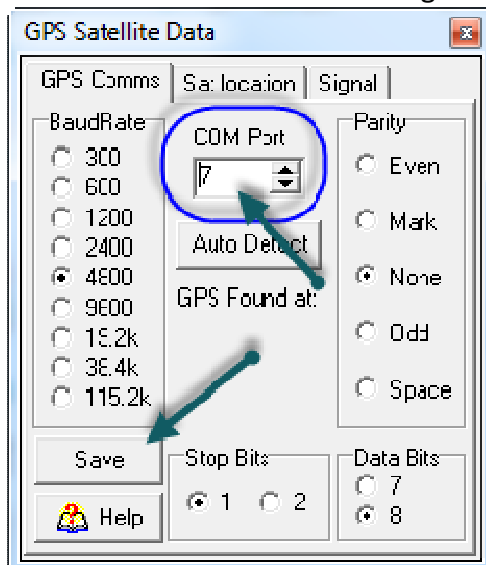 GPS Satellite Data
GPS Comms
Sat location
Signal
BaudRate
300
600
1200
2400
4800
9600
19.2k
38.4k
115.2k
COM Port
7
Auto Detect
GPS Found at:
Parity
Even
Mark
None
Odd
Space
Save
Help
Stop Bits
1 2
Data Bits
7
8